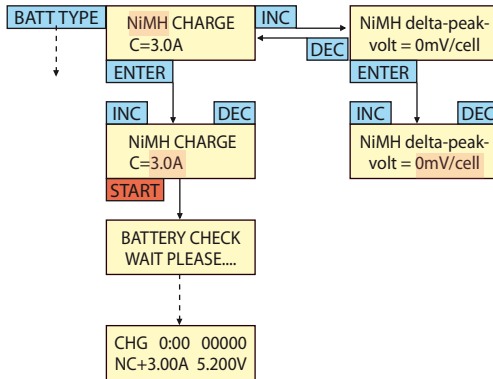 BATT TYPE
NiMH CHARGE
C=3.0A
INC
DEC
NiMH delta-peak-
volt = 0mV/cell
ENTER
ENTER
INC
DEC
NiMH CHARGE
C=3.0A
START
INC
DEC
NiMH delta-peak-
volt = 0mV/cell
BATTERY CHECK
WAIT PLEASE....
CHG 0:00 00000
NC+3.00A 5.200V